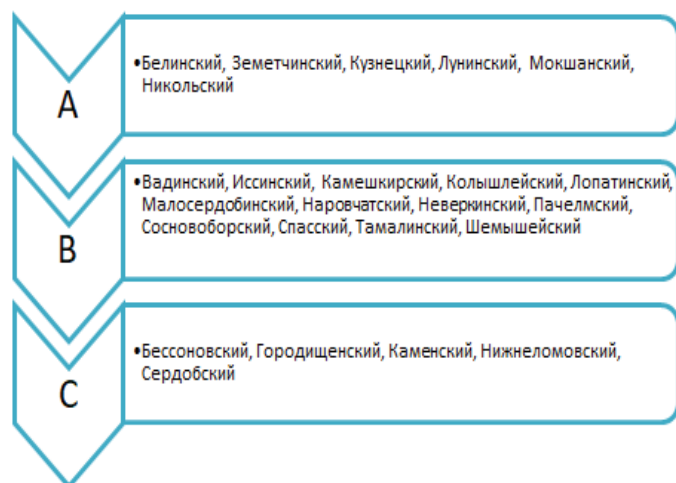 A
•Белинский, Земетчинский, Кузнецкий, Лунинский, Мокшанский,
Никольский
B
•Вадинский, Иссинский, Камешкирский, Колышлейский, Лопатинский,
Малосердобинский, Наровчатский, Неверкинский, Пачелмский,
Сосновоборский, Спасский, Тамалинский, Шемышейский
C
•Бессоновский, Городищенский, Каменский, Нижнеломовский,
Сердобский